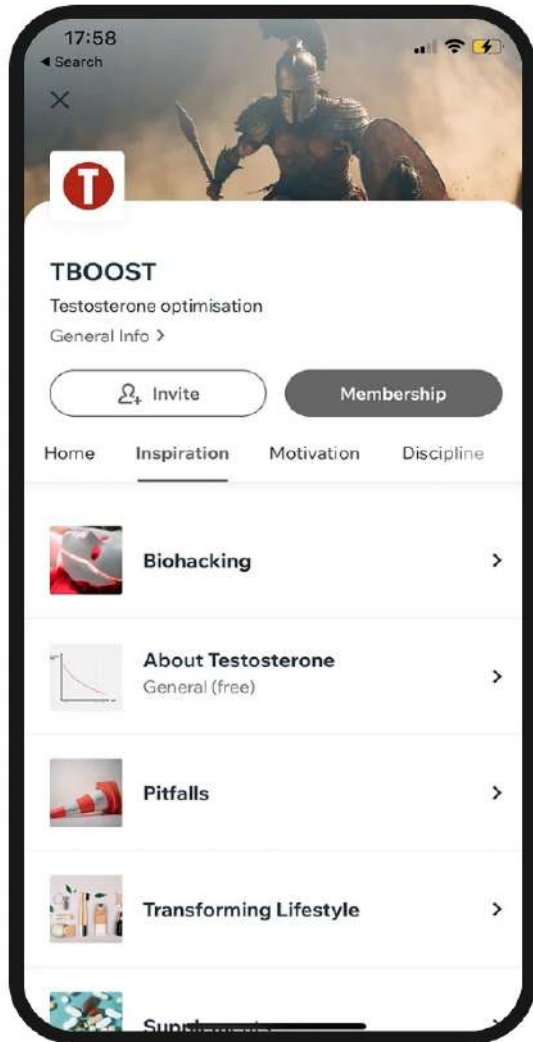 17:58
◀ Search
T
TBOOST
Testosterone optimisation
General Info >
Invite
Membership
Home Inspiration Motivation Discipline
Biohacking
About Testosterone
General (free)
Pitfalls
Transforming Lifestyle
Supplements